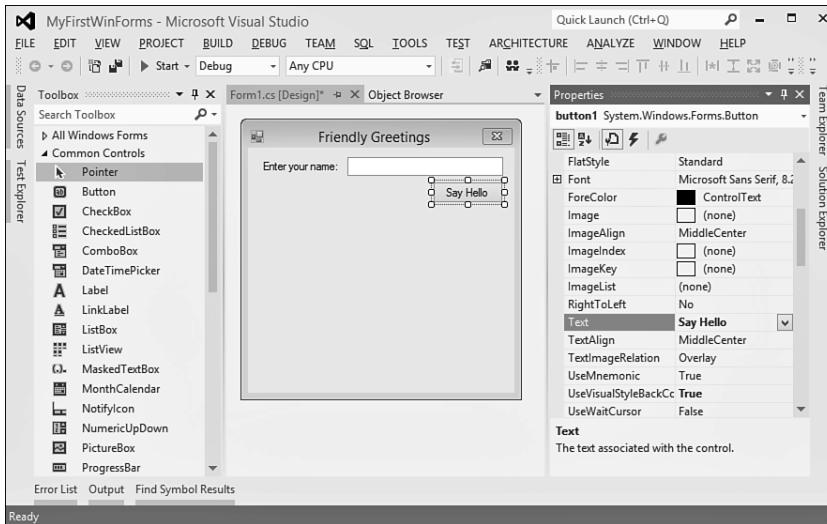 MyFirstWinForms - Microsoft Visual Studio
Quick Launch (Ctrl+Q)
FILE EDIT VIEW PROJECT BUILD DEBUG TEAM SQL TOOLS TEST ARCHITECTURE ANALYZE WINDOW HELP
Start Debug Any CPU
Data Sources
Test Explorer
Toolbox
Search Toolbox
All Windows Forms
Common Controls
Pointer
Button
CheckBox
CheckedListBox
ComboBox
DateTimePicker
Label
LinkLabel
ListBox
ListView
MaskedTextBox
MonthCalendar
NotifyIcon
NumericUpDown
PictureBox
ProgressBar
Form1.cs [Design]* Object Browser
Friendly Greetings
Enter your name:
Say Hello
Properties
button1 System.Windows.Forms.Button
FlatStyle Standard
Font Microsoft Sans Serif, 8.2
ForeColor ControlText
Image (none)
ImageAlign MiddleCenter
ImageIndex (none)
ImageKey (none)
ImageList (none)
RightToLeft No
Text Say Hello
TextAlign MiddleCenter
TextImageRelation Overlay
UseMnemonic True
UseVisualStyleBackCo True
UseWaitCursor False
Text
The text associated with the control.
Team Explorer
Solution Explorer
Error List Output Find Symbol Results
Ready